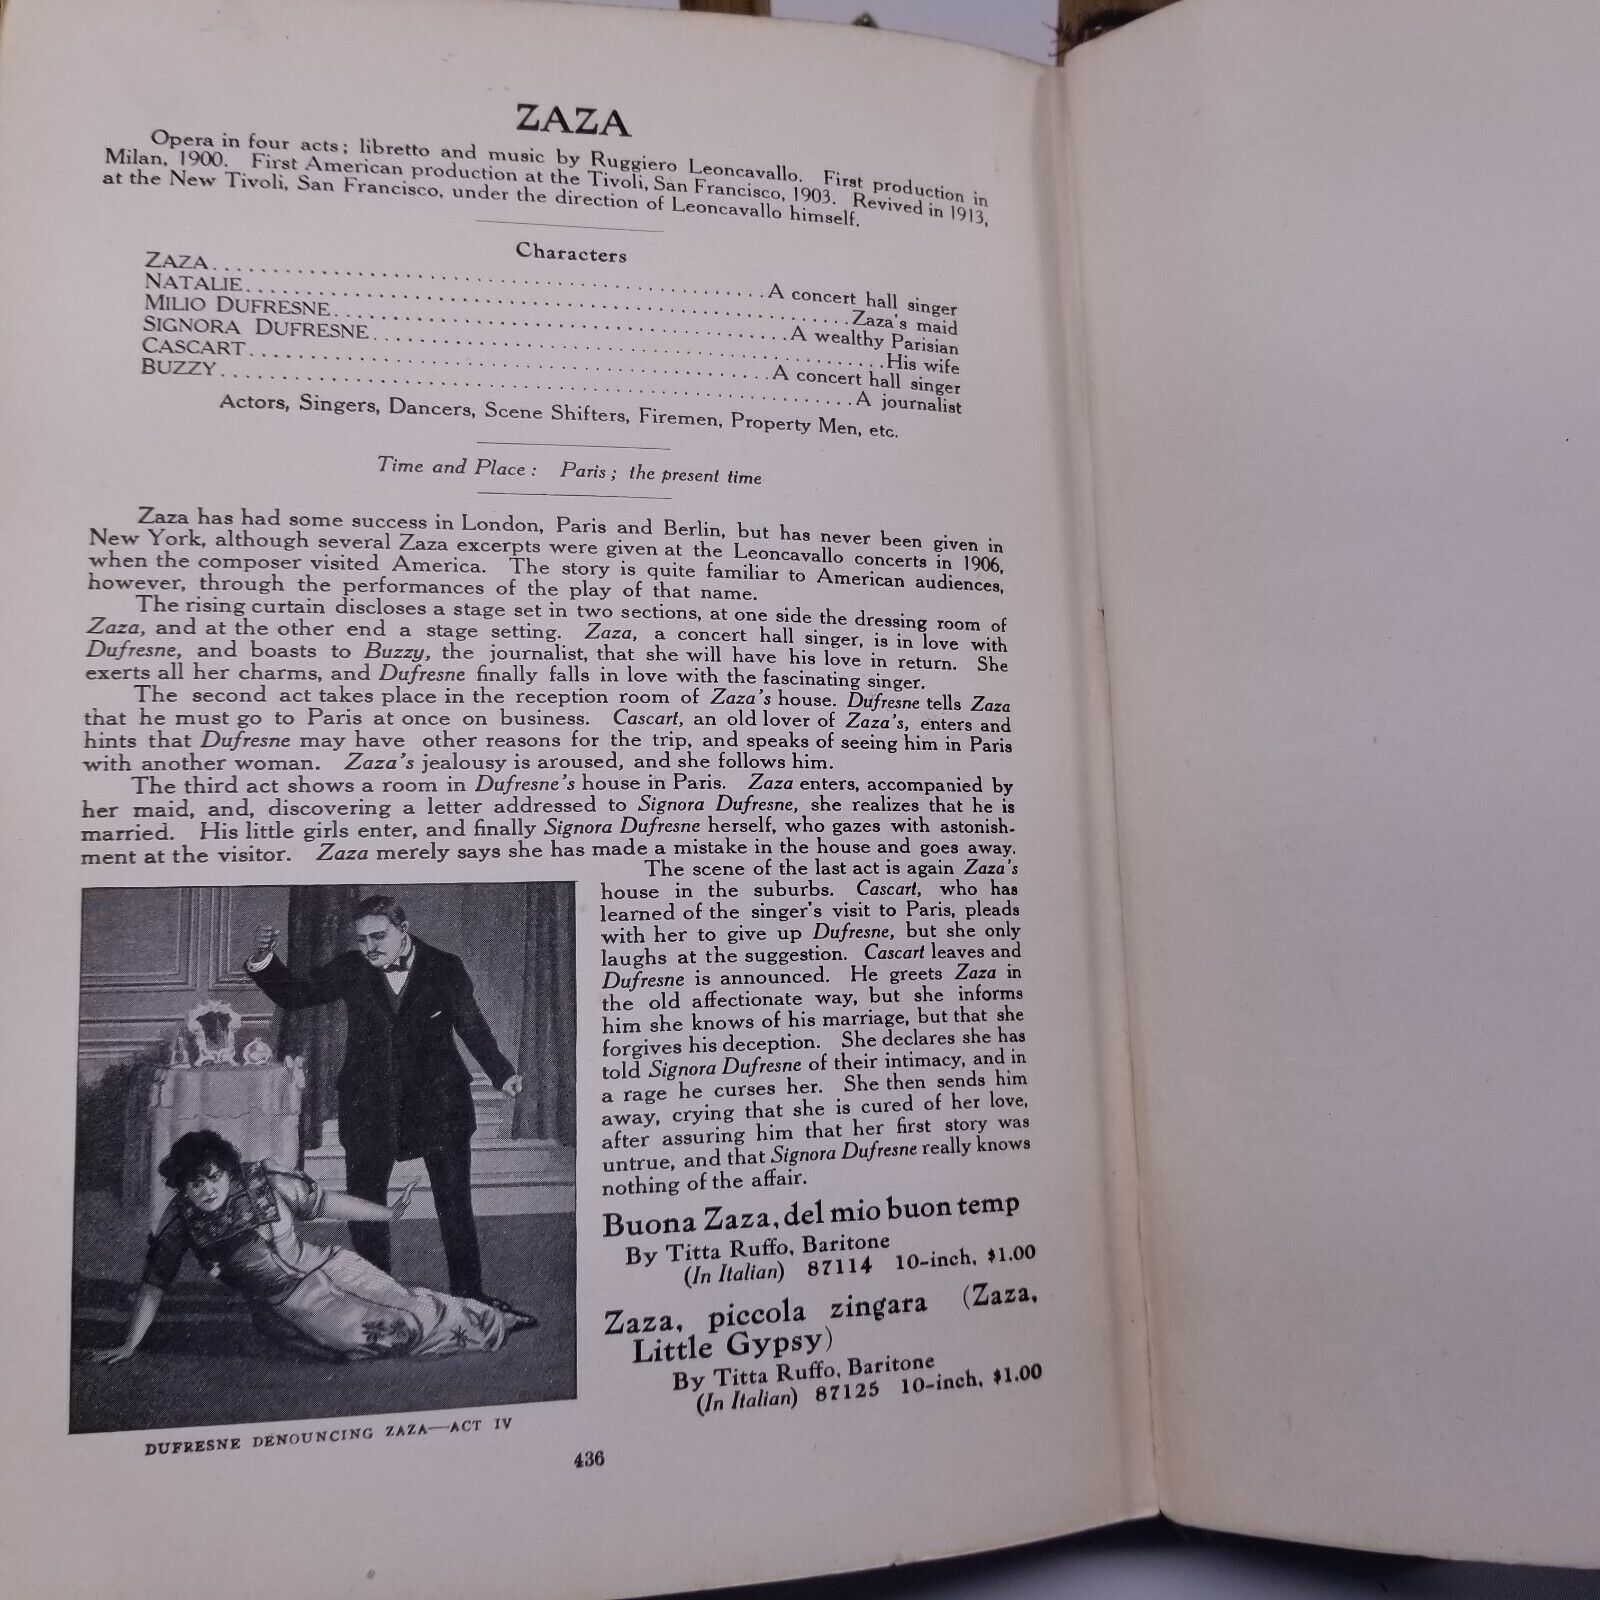 ZAZA
Opera in four acts; libretto and music by Ruggiero Leoncavallo. First production in
Milan, 1900. First American production at the Tivoli, San Francisco, 1903. Revived in 1913,
at the New Tivoli, San Francisco, under the direction of Leoncavallo himself.
Characters
ZAZA........................................A concert hall singer
NATALIE........................................Zaza's maid
MILIO DUFRESNE........................................A wealthy Parisian
SIGNORA DUFRESNE........................................His wife
CASCART........................................A concert hall singer
BUZZY........................................A journalist
Actors, Singers, Dancers, Scene Shifters, Firemen, Property Men, etc.
Time and Place: Paris; the present time
Zaza has had some success in London, Paris and Berlin, but has never been given in
New York, although several Zaza excerpts were given at the Leoncavallo concerts in 1906,
when the composer visited America. The story is quite familiar to American audiences,
however, through the performances of the play of that name.
The rising curtain discloses a stage set in two sections, at one side the dressing room of
Zaza, and at the other end a stage setting. Zaza, a concert hall singer, is in love with
Dufresne, and boasts to Buzzy, the journalist, that she will have his love in return. She
exerts all her charms, and Dufresne finally falls in love with the fascinating singer.
The second act takes place in the reception room of Zaza's house. Dufresne tells Zaza
that he must go to Paris at once on business. Cascart, an old lover of Zaza's, enters and
hints that Dufresne may have other reasons for the trip, and speaks of seeing him in Paris
with another woman. Zaza's jealousy is aroused, and she follows him.
The third act shows a room in Dufresne's house in Paris. Zaza enters, accompanied by
her maid, and, discovering a letter addressed to Signora Dufresne, she realizes that he is
married. His little girls enter, and finally Signora Dufresne herself, who gazes with astonish-
ment at the visitor. Zaza merely says she has made a mistake in the house and goes away.
The scene of the last act is again Zaza's
house in the suburbs. Cascart, who has
learned of the singer's visit to Paris, pleads
with her to give up Dufresne, but she only
laughs at the suggestion. Cascart leaves and
Dufresne is announced. He greets Zaza in
the old affectionate way, but she informs
him she knows of his marriage, but that she
forgives his deception. She declares she has
told Signora Dufresne of their intimacy, and in
a rage he curses her. She then sends him
away, crying that she is cured of her love,
after assuring him that her first story was
untrue, and that Signora Dufresne really knows
nothing of the affair.
Buona Zaza, del mio buon temp
By Titta Ruffo, Baritone
(In Italian) 87114 10-inch, $1.00
Zaza, piccola zingara (Zaza,
Little Gypsy)
By Titta Ruffo, Baritone
(In Italian) 87125 10-inch, $1.00
DUFRESNE DENOUNCING ZAZA—ACT IV
436